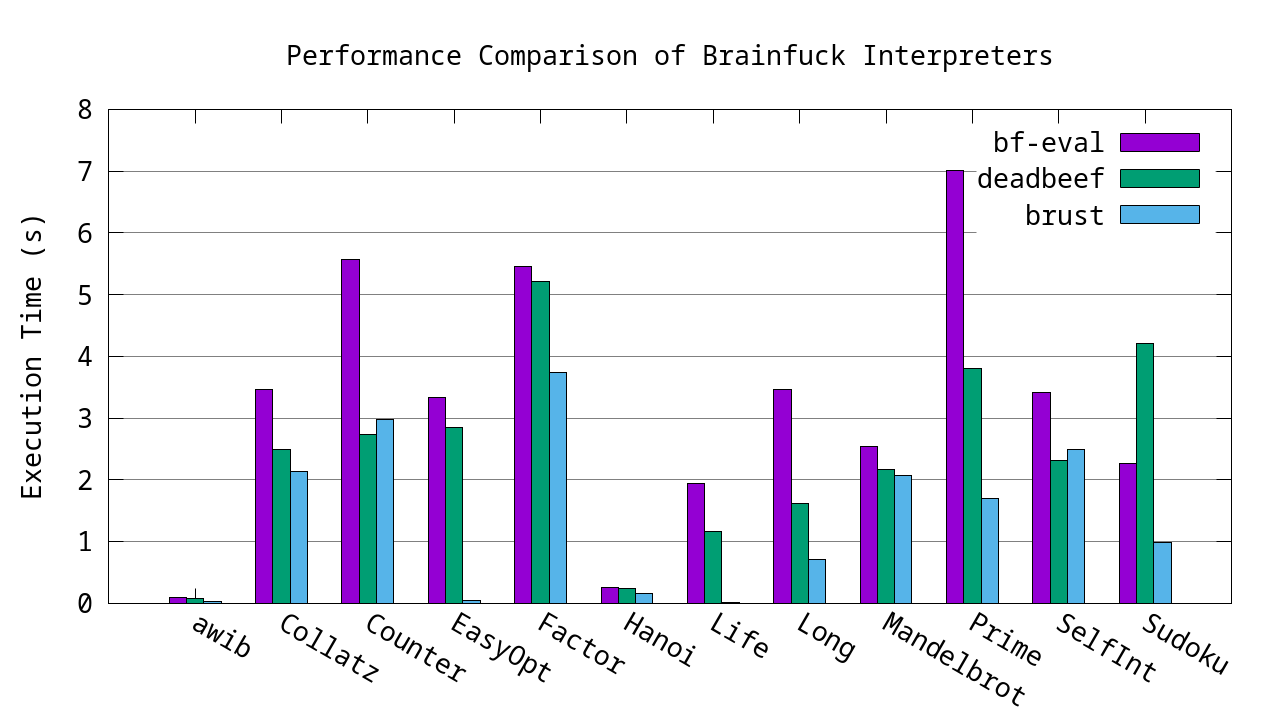 Performance Comparison of Brainfuck Interpreters
8
7
6
5
4
3
2
1
0
Execution Time (s)
bf-eval
deadbeef
brust
awib
Collatz
Counter
EasyOpt
Factor
Hanoi
Life
Long
Mandelbrot
Prime
SelfInt
Sudoku